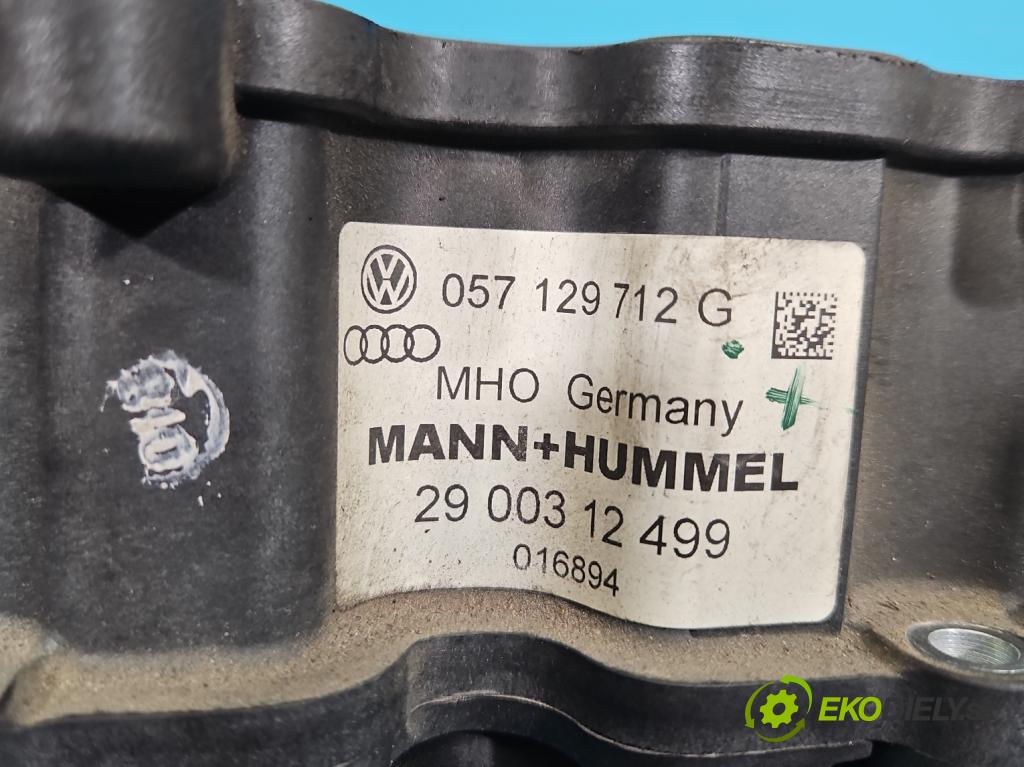 057 129 712 G
MHO Germany
MANN+HUMMEL
29 003 12 499
016894
EKODIELY.S